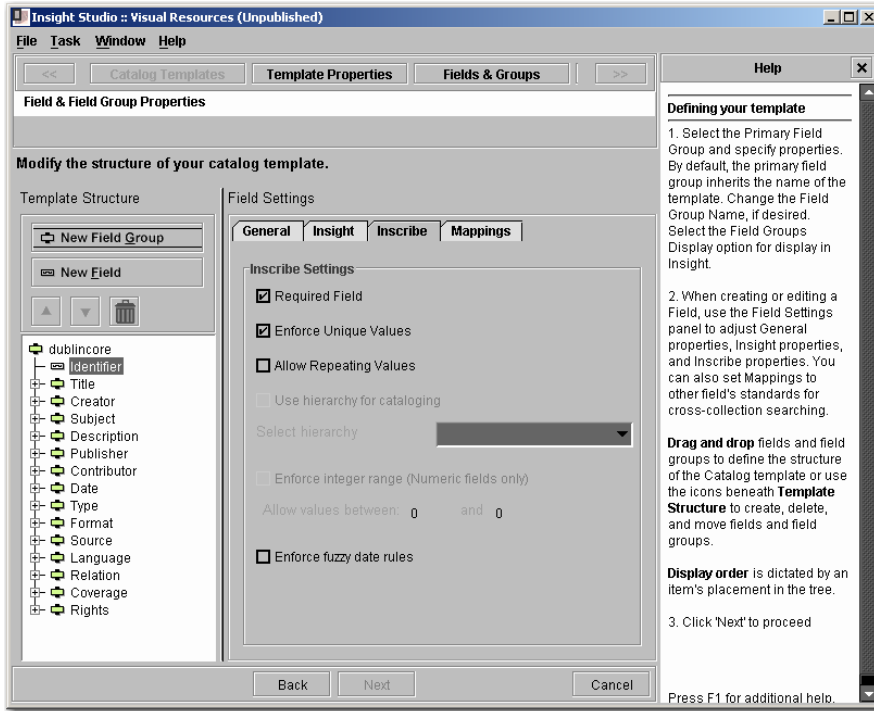 Insight Studio :: Visual Resources (Unpublished)
File Task Window Help
<< Catalog Templates Template Properties Fields & Groups >>
Field & Field Group Properties
Modify the structure of your catalog template.
Template Structure
New Field Group
New Field
dublincore
Identifier
Title
Creator
Subject
Description
Publisher
Contributor
Date
Type
Format
Source
Language
Relation
Coverage
Rights
Field Settings
General Insight Inscribe Mappings
Inscribe Settings
Required Field
Enforce Unique Values
Allow Repeating Values
Use hierarchy for cataloging
Select hierarchy
Enforce integer range (Numeric fields only)
Allow values between: 0 and 0
Enforce fuzzy date rules
Back Next Cancel
Help
Defining your template
1. Select the Primary Field
Group and specify properties.
By default, the primary field
group inherits the name of the
template. Change the Field
Group Name, if desired.
Select the Field Groups
Display option for display in
Insight.
2. When creating or editing a
Field, use the Field Settings
panel to adjust General
properties, Insight properties,
and Inscribe properties. You
can also set Mappings to
other field's standards for
cross-collection searching.
Drag and drop fields and field
groups to define the structure
of the Catalog template or use
the icons beneath Template
Structure to create, delete,
and move fields and field
groups.
Display order is dictated by an
item's placement in the tree.
3. Click 'Next' to proceed
Press F1 for additional help.